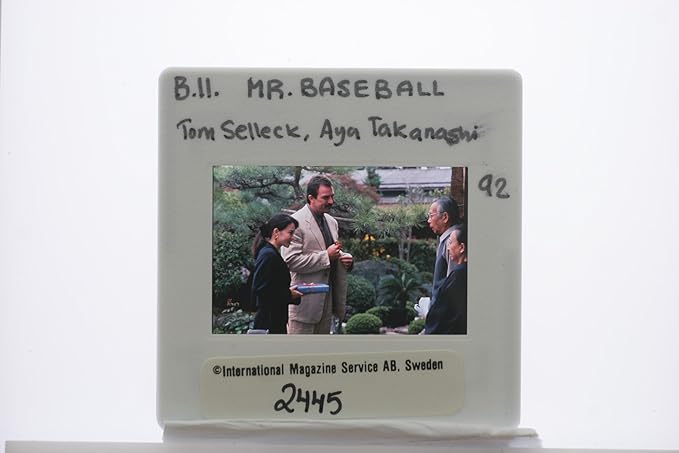 B.11. MR. BASEBALL
Tom Selleck, Aya Takanashi
92
©International Magazine Service AB, Sweden
2445